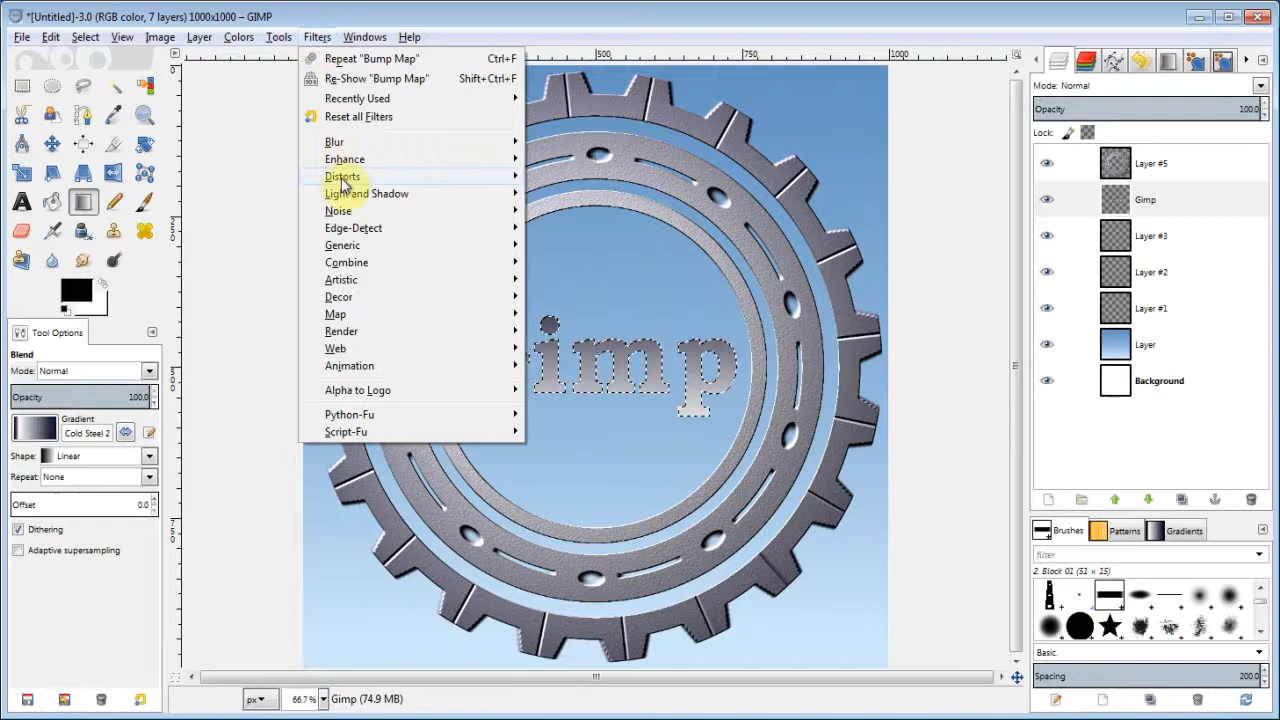 *[Untitled]-3.0 (RGB color, 7 layers) 1000x1000 – GIMP
File Edit Select View Image Layer Colors Tools Filters Windows Help
Repeat "Bump Map" Ctrl+F
Re-Show "Bump Map" Shift+Ctrl+F
Recently Used
Reset all Filters
Blur
Enhance
Distorts
Light and Shadow
Noise
Edge-Detect
Generic
Combine
Artistic
Decor
Map
Render
Web
Animation
Alpha to Logo
Python-Fu
Script-Fu
0
250
500
750
500
1000
imp
Tool Options
Blend
Mode: Normal
Opacity 100.0
Gradient
Cold Steel 2
Shape: Linear
Repeat: None
Offset 0.0
Dithering
Adaptive supersampling
px 66.7% Gimp (74.9 MB)
Mode: Normal
Opacity 100.0
Lock:
Layer #5
Gimp
Layer #3
Layer #2
Layer #1
Layer
Background
Brushes Patterns Gradients
filter
2. Block 01 (51 × 15)
Basic.
Spacing 200.0